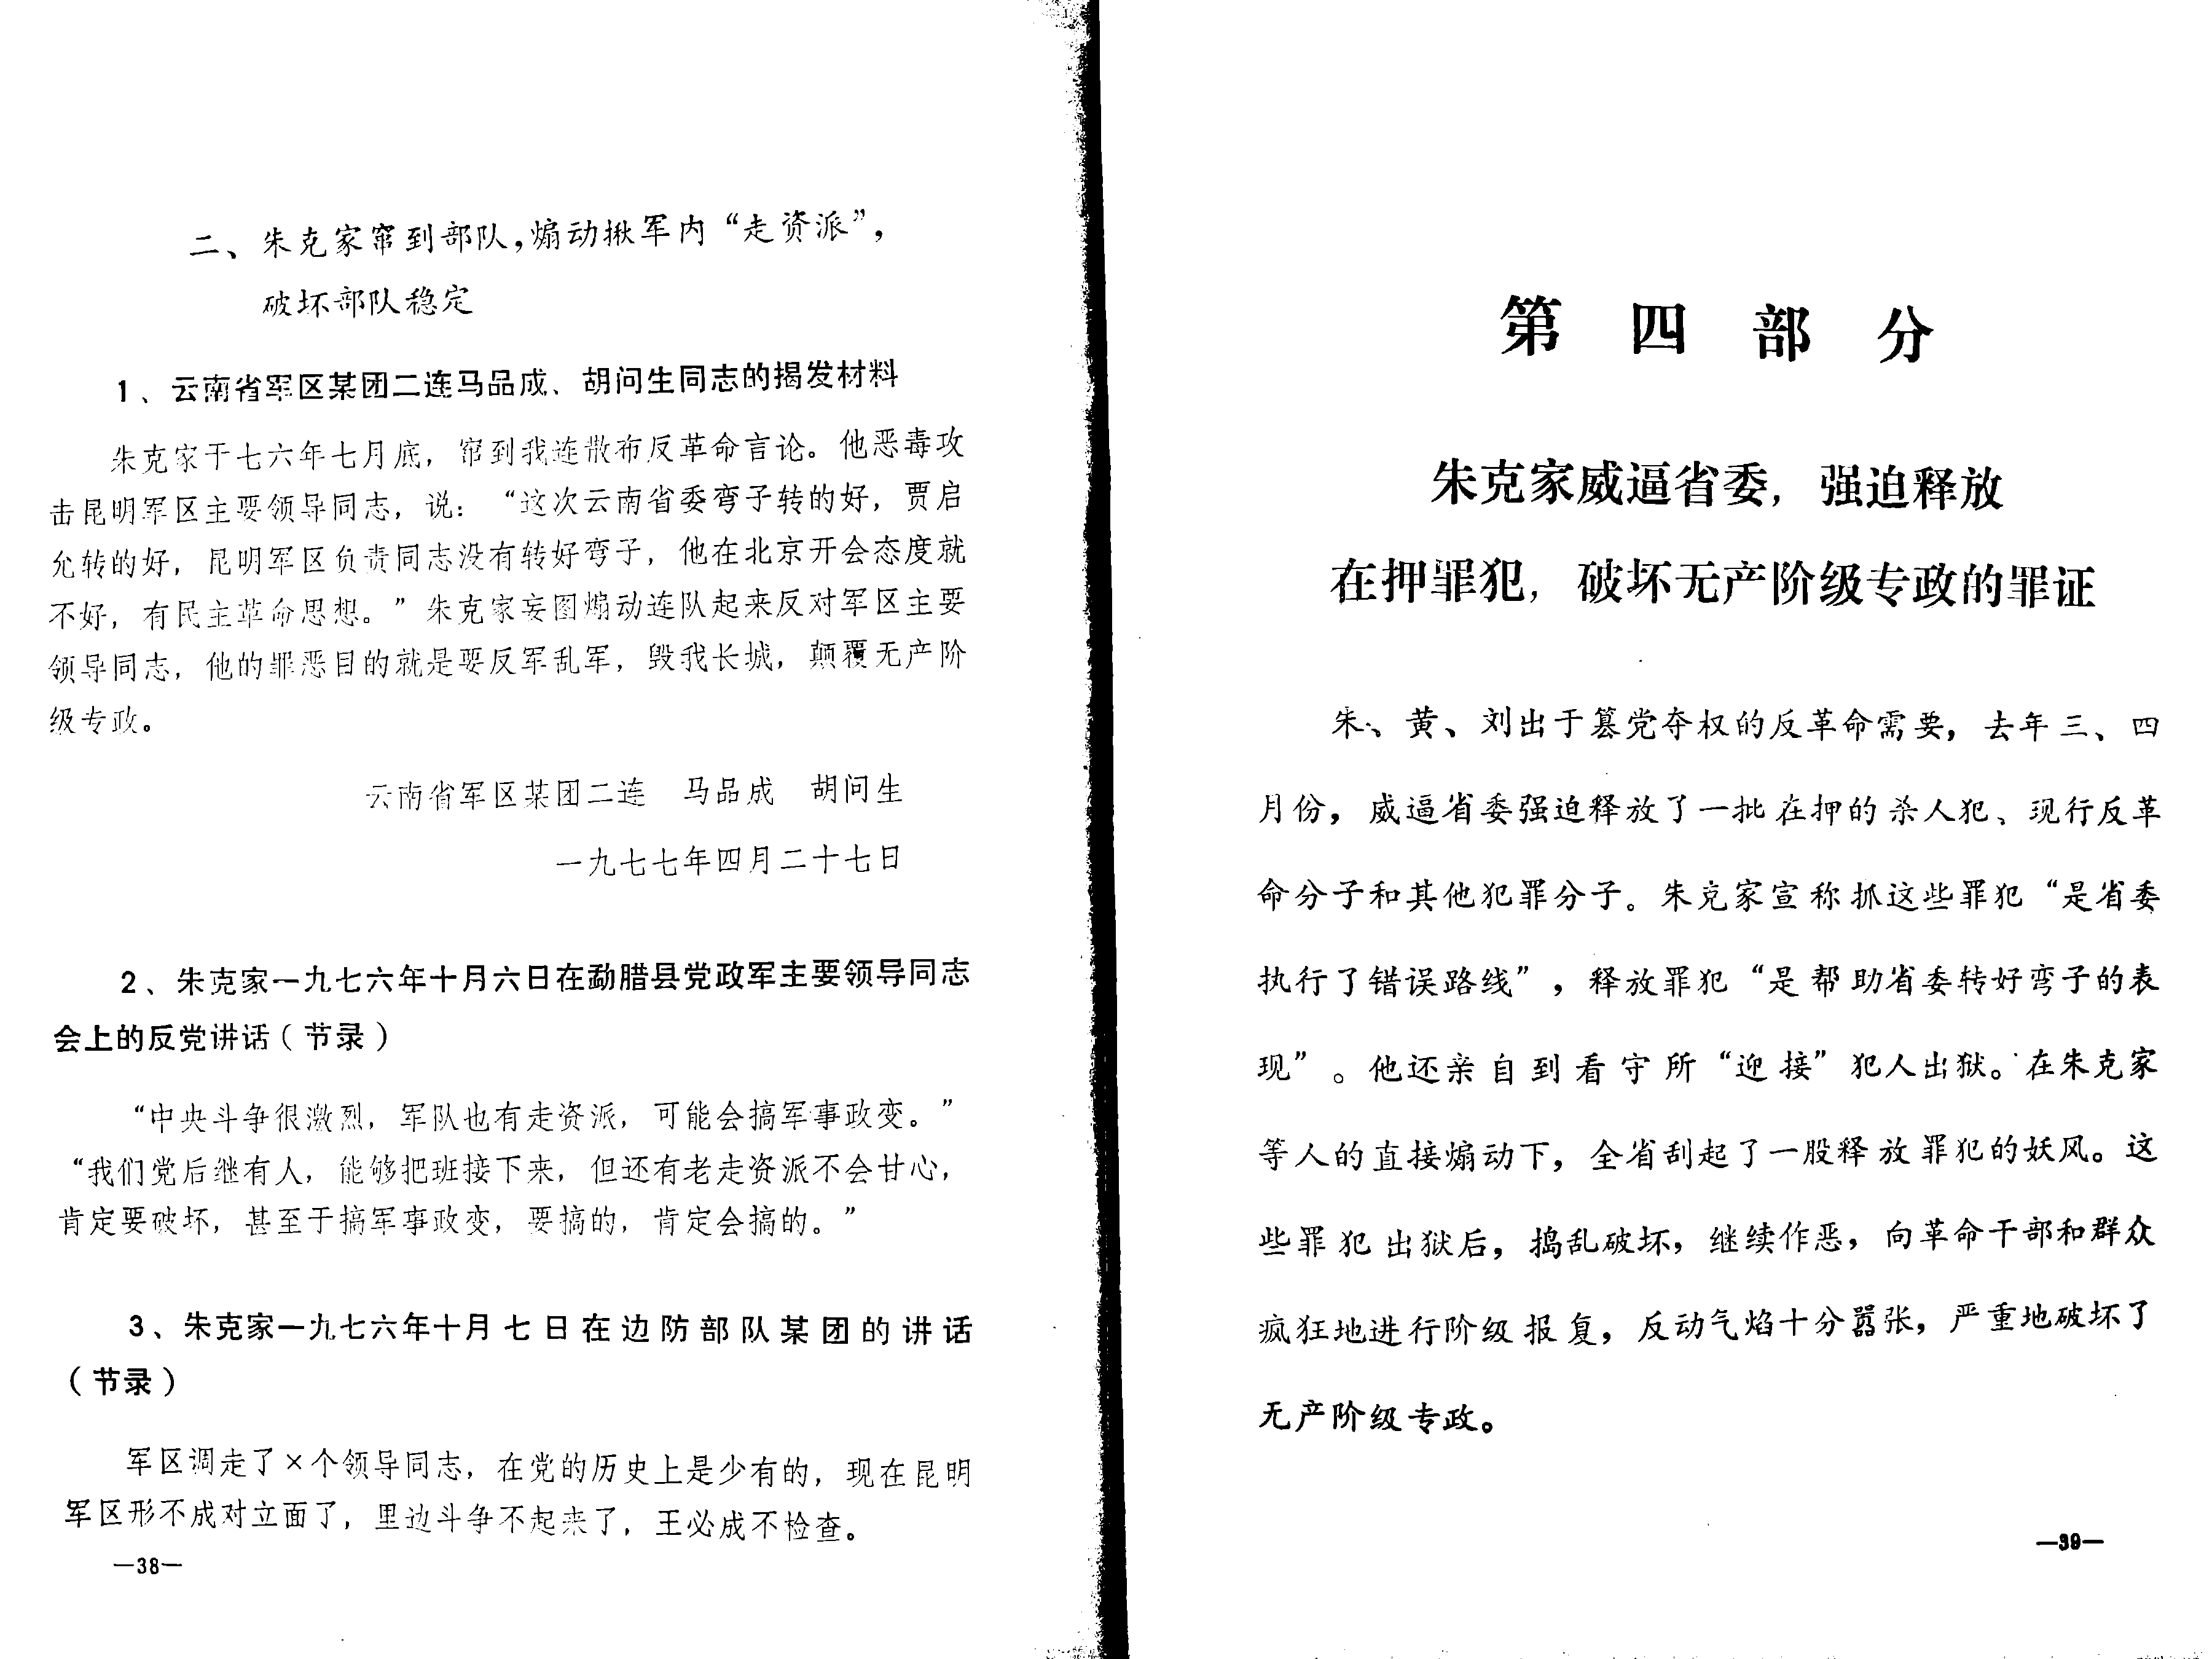 二、朱克家窜到部队，煽动揪军内“走资派”，
破坏部队稳定
1、云南省军区某团二连马品成、胡问生同志的揭发材料
朱克家于七六年七月底，窜到我连散布反革命言论。他恶毒攻
击昆明军区主要领导同志，说：“这次云南省委弯子转的好，贾启
允转的好，昆明军区负责同志没有转好弯子，他在北京开会态度就
不好，有民主革命思想。”朱克家妄图煽动连队起来反对军区主要
领导同志，他的罪恶目的就是要反军乱军，毁我长城，颠覆无产阶
级专政。
云南省军区某团二连　马品成　胡问生
一九七七年四月二十七日
2、朱克家一九七六年十月六日在勐腊县党政军主要领导同志
会上的反党讲话（节录）
“中央斗争很激烈，军队也有走资派，可能会搞军事政变。”
“我们党后继有人，能够把班接下来，但还有老走资派不会甘心，
肯定要破坏，甚至于搞军事政变，要搞的，肯定会搞的。”
3、朱克家一九七六年十月七日在边防部队某团的讲话
（节录）
军区调走了×个领导同志，在党的历史上是少有的，现在昆明
军区形不成对立面了，里边斗争不起来了，王必成不检查。
—38—
第四部分
朱克家威逼省委，强迫释放
在押罪犯，破坏无产阶级专政的罪证
朱、黄、刘出于篡党夺权的反革命需要，去年三、四
月份，威逼省委强迫释放了一批在押的杀人犯、现行反革
命分子和其他犯罪分子。朱克家宣称抓这些罪犯“是省委
执行了错误路线”，释放罪犯“是帮助省委转好弯子的表
现”。他还亲自到看守所“迎接”犯人出狱。在朱克家
等人的直接煽动下，全省刮起了一股释放罪犯的妖风。这
些罪犯出狱后，捣乱破坏，继续作恶，向革命干部和群众
疯狂地进行阶级报复，反动气焰十分嚣张，严重地破坏了
无产阶级专政。
—39—